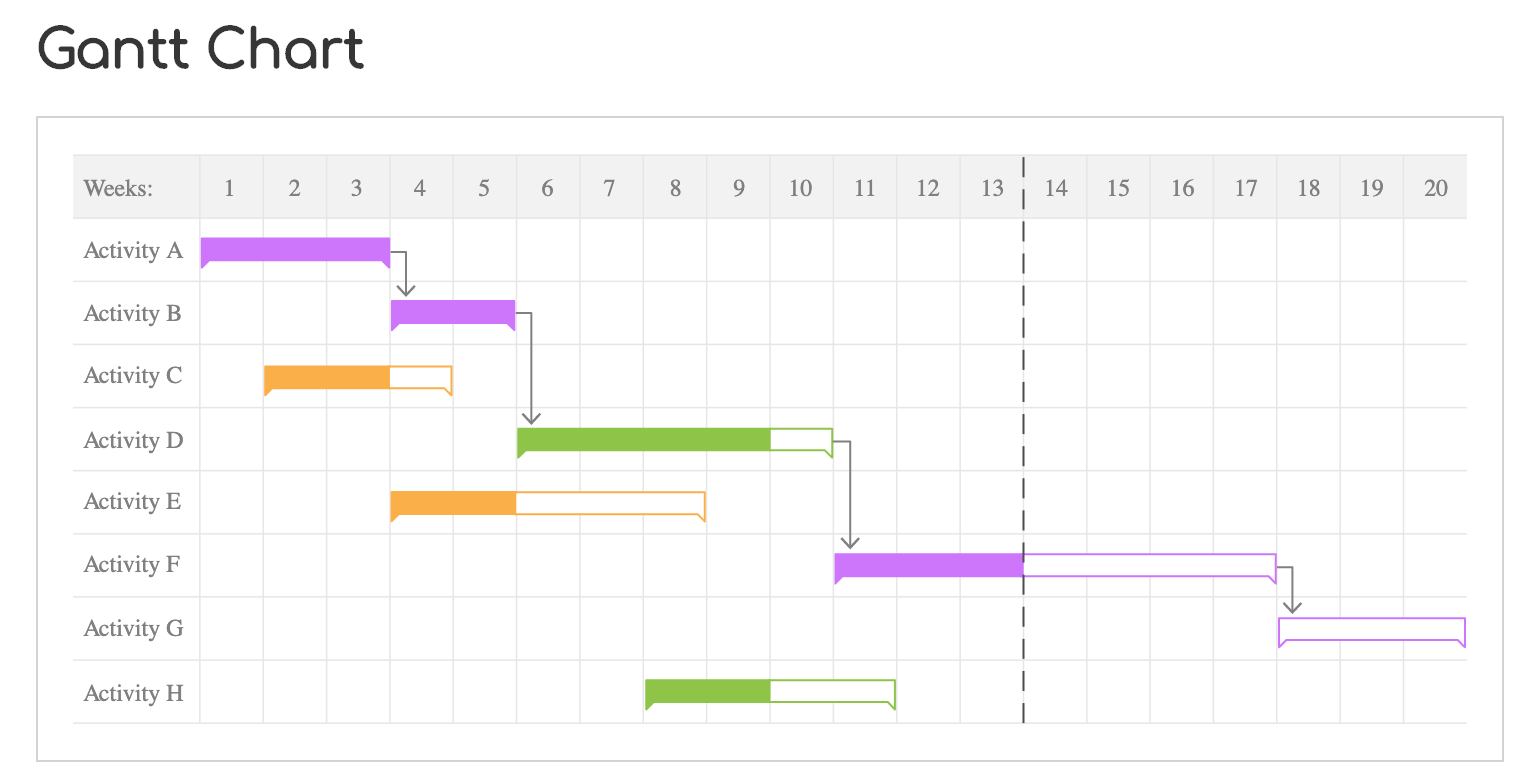 Gantt Chart
Weeks: 1 2 3 4 5 6 7 8 9 10 11 12 13 14 15 16 17 18 19 20
Activity A
Activity B
Activity C
Activity D
Activity E
Activity F
Activity G
Activity H